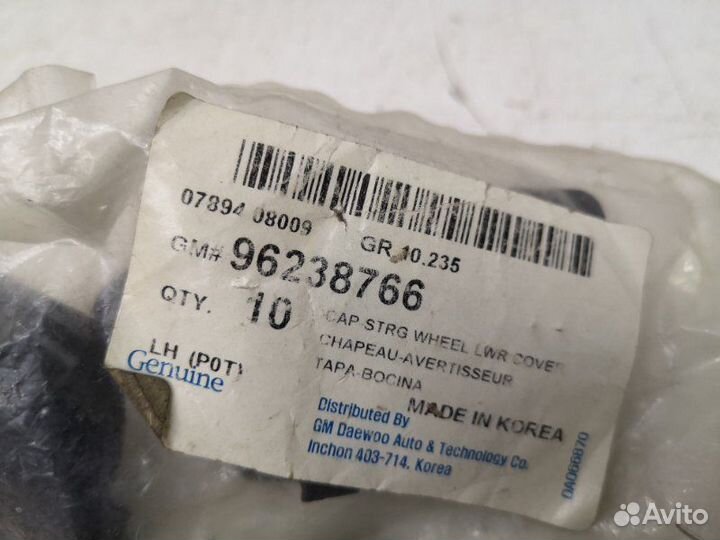 07894 08009
GR 10.235
GM# 96238766
QTY. 10
CAP STRG WHEEL LWR COVER
CHAPEAU-AVERTISSEUR
TAPA-BOCINA
LH (P0T)
Genuine
MADE IN KOREA
Distributed By
GM Daewoo Auto & Technology Co.
Inchon 403-714, Korea
0A066870
Avito